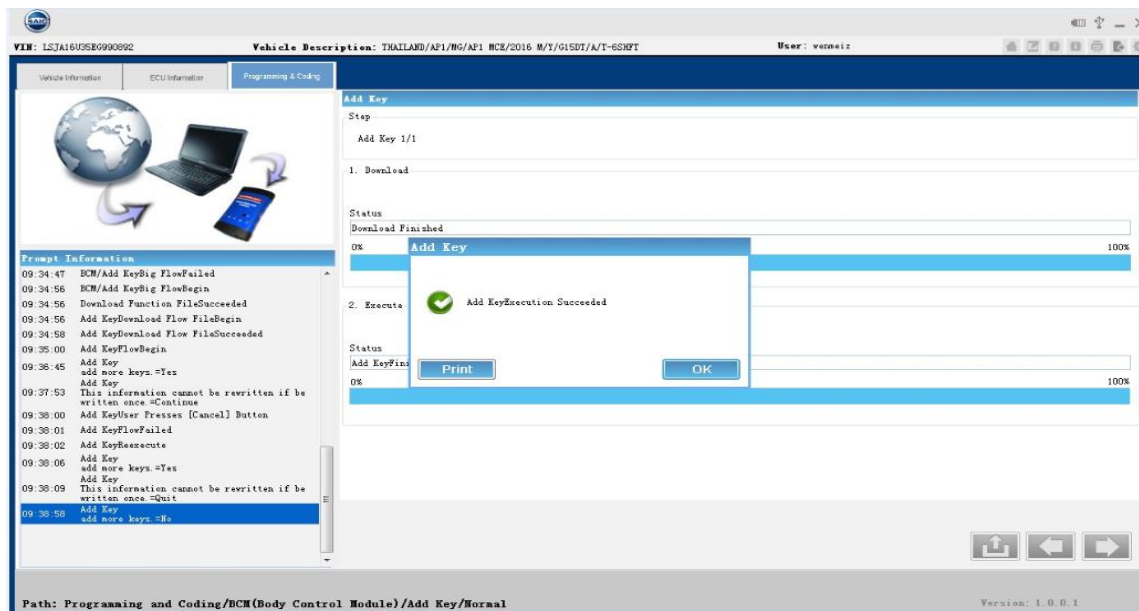 SAIC
VIN: LSJA16U35EG990892 Vehicle Description: THAILAND/AP1/MG/AP1 MCE/2016 M/Y/G15DT/A/T-6SHFT User: wenmeiz
Vehicle Information ECU Information Programming & Coding
Add Key
Step
Add Key 1/1
1. Download
Status
Download Finished
0% 100%
Add Key
Add KeyExecution Succeeded
Print OK
2. Execute
Status
Add KeyFini
0% 100%
Prompt Information
09:34:47 BCM/Add KeyBig FlowFailed
09:34:56 BCM/Add KeyBig FlowBegin
09:34:56 Download Function FileSucceeded
09:34:56 Add KeyDownload Flow FileBegin
09:34:58 Add KeyDownload Flow FileSucceeded
09:35:00 Add KeyFlowBegin
09:36:45 Add Key
add more keys.=Yes
Add Key
09:37:53 This information cannot be rewritten if be
written once.=Continue
09:38:00 Add KeyUser Presses [Cancel] Button
09:38:01 Add KeyFlowFailed
09:38:02 Add KeyReexecute
09:38:06 Add Key
add more keys.=Yes
Add Key
09:38:09 This information cannot be rewritten if be
written once.=Quit
09:38:58 Add Key
add more keys.=No
Path: Programming and Coding/BCM(Body Control Module)/Add Key/Normal Version: 1.0.0.1